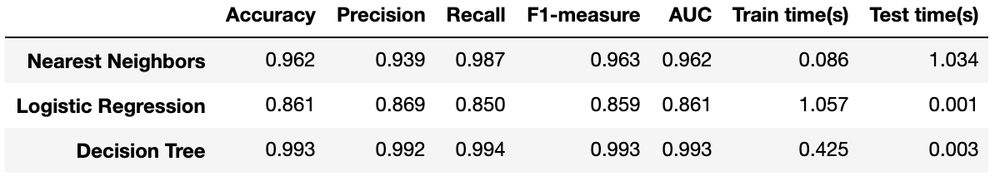 Accuracy Precision Recall F1-measure AUC Train time(s) Test time(s)
Nearest Neighbors 0.962 0.939 0.987 0.963 0.962 0.086 1.034
Logistic Regression 0.861 0.869 0.850 0.859 0.861 1.057 0.001
Decision Tree 0.993 0.992 0.994 0.993 0.993 0.425 0.003